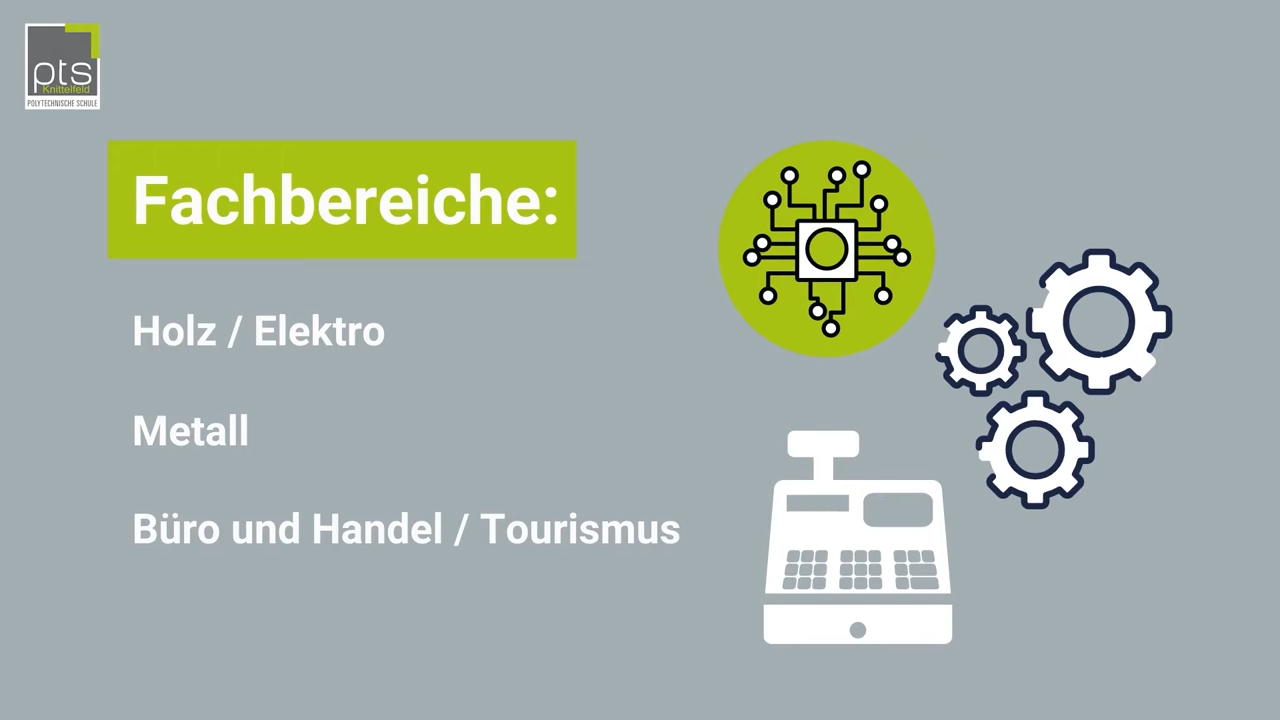 pts
Knittelfeld
POLYTECHNISCHE SCHULE
Fachbereiche:
Holz / Elektro
Metall
Büro und Handel / Tourismus